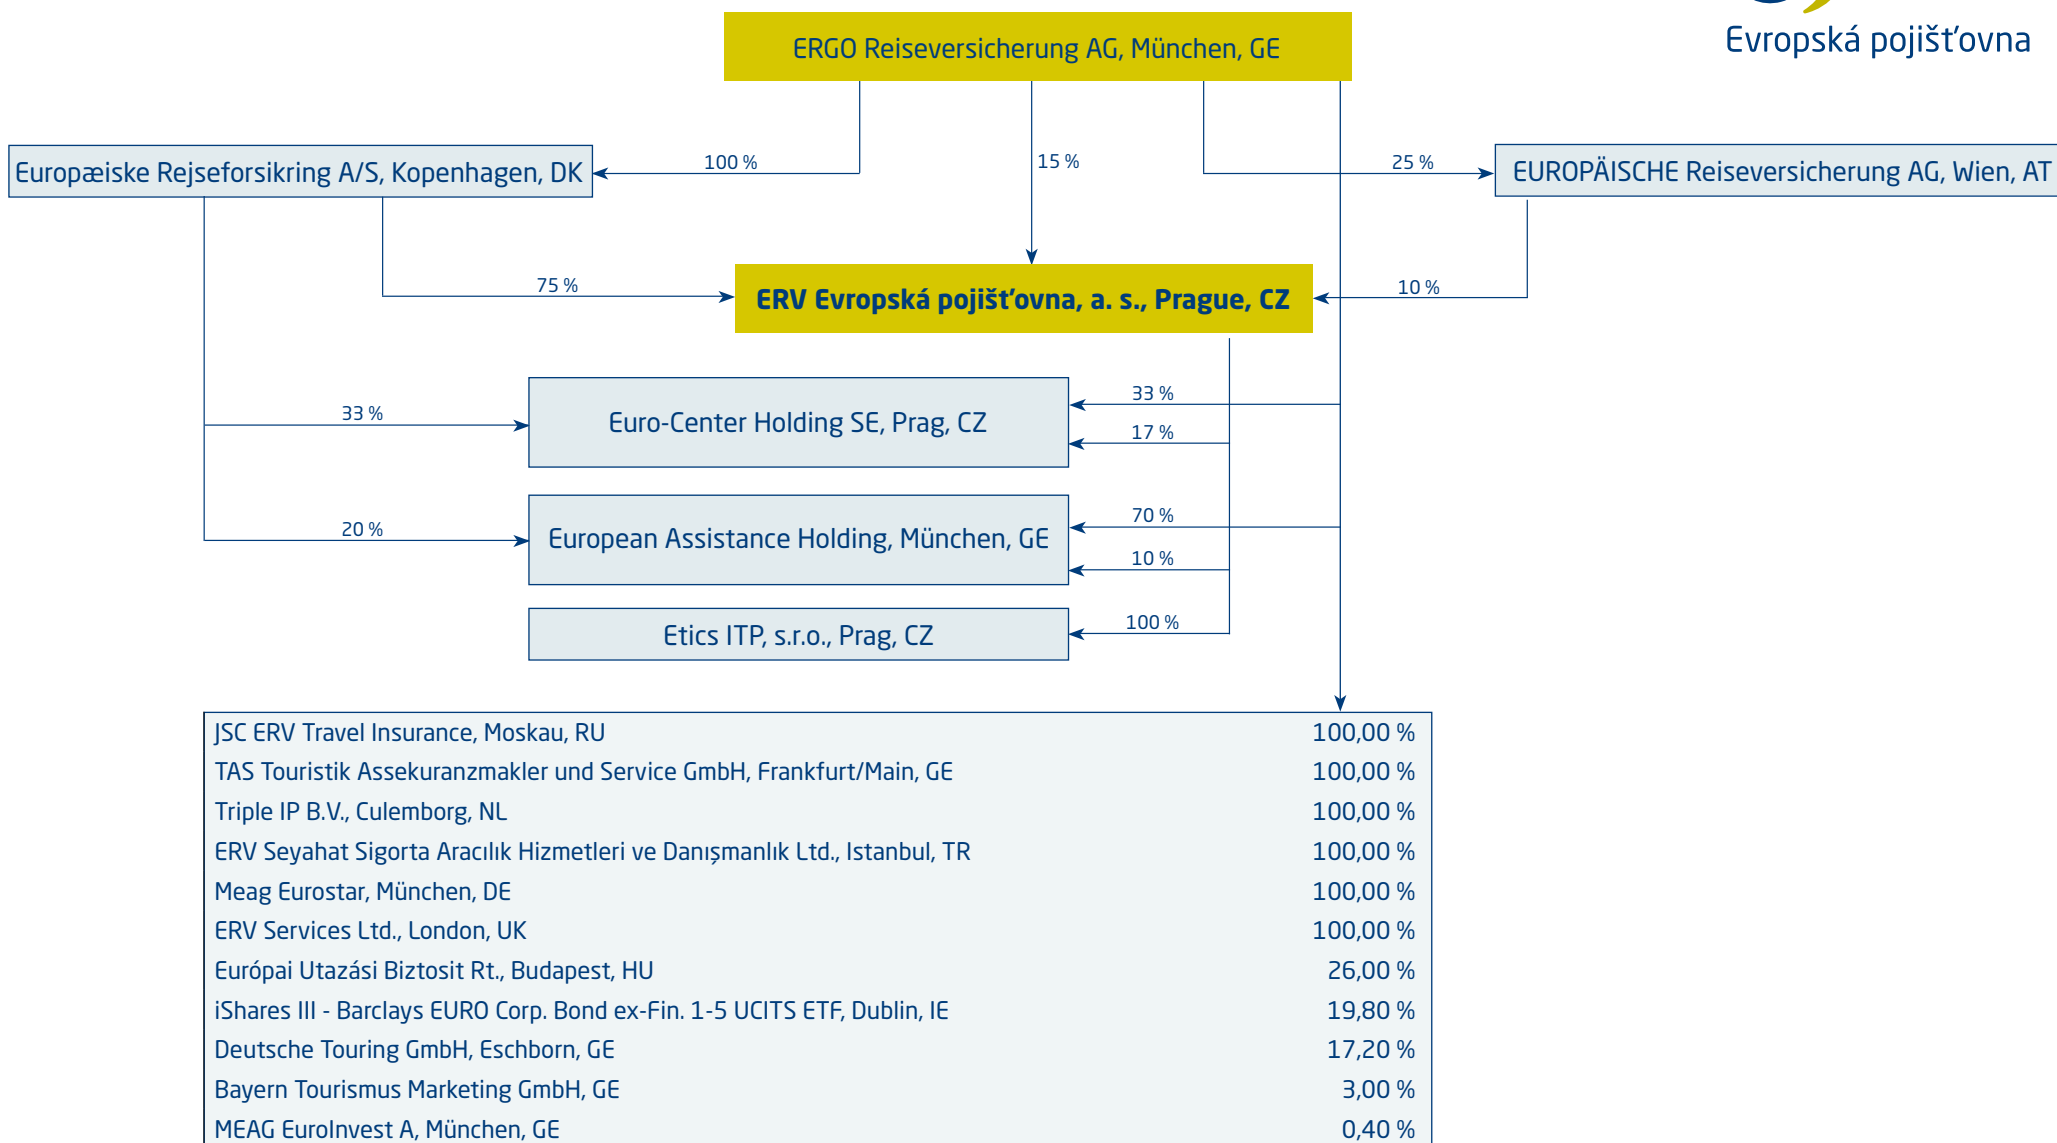 Evropská pojišťovna
ERGO Reiseversicherung AG, München, GE
Europæiske Rejseforsikring A/S, Kopenhagen, DK
100 %
15 %
25 %
EUROPÄISCHE Reiseversicherung AG, Wien, AT
75 %
ERV Evropská pojišťovna, a. s., Prague, CZ
10 %
33 %
Euro-Center Holding SE, Prag, CZ
33 %
17 %
20 %
European Assistance Holding, München, GE
70 %
10 %
Etics ITP, s.r.o., Prag, CZ
100 %
JSC ERV Travel Insurance, Moskau, RU 100,00 %
TAS Touristik Assekuranzmakler und Service GmbH, Frankfurt/Main, GE 100,00 %
Triple IP B.V., Culemborg, NL 100,00 %
ERV Seyahat Sigorta Aracılık Hizmetleri ve Danışmanlık Ltd., Istanbul, TR 100,00 %
Meag Eurostar, München, DE 100,00 %
ERV Services Ltd., London, UK 100,00 %
Európai Utazási Biztosit Rt., Budapest, HU 26,00 %
iShares III - Barclays EURO Corp. Bond ex-Fin. 1-5 UCITS ETF, Dublin, IE 19,80 %
Deutsche Touring GmbH, Eschborn, GE 17,20 %
Bayern Tourismus Marketing GmbH, GE 3,00 %
MEAG EuroInvest A, München, GE 0,40 %